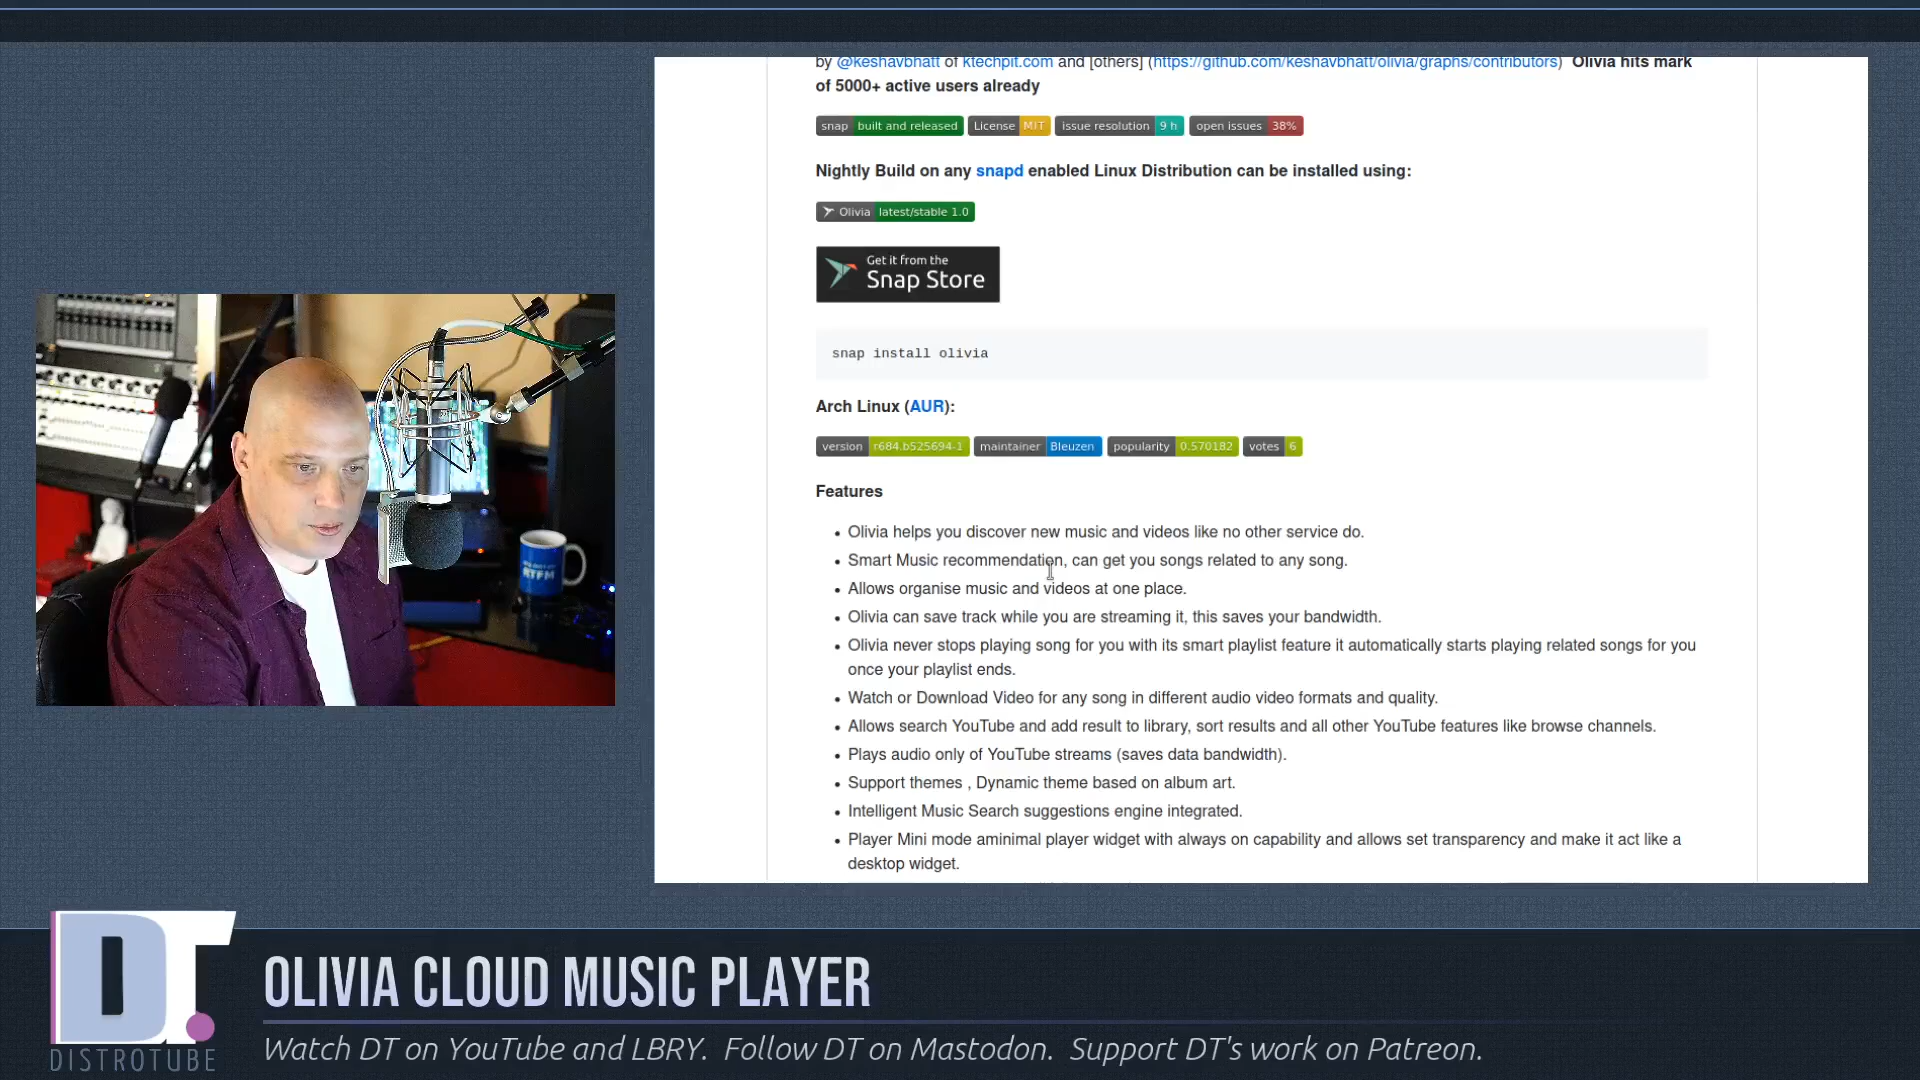 by @keshavbhatt of ktechpit.com and [others] (https://github.com/keshavbhatt/olivia/graphs/contributors) Olivia hits mark
of 5000+ active users already
snap built and released License MIT issue resolution 9 h open issues 38%
Nightly Build on any snapd enabled Linux Distribution can be installed using:
Olivia latest/stable 1.0
Get it from the
Snap Store
snap install olivia
Arch Linux (AUR):
version r684.b525694-1 maintainer Bleuzen popularity 0.570182 votes 6
Features
Olivia helps you discover new music and videos like no other service do.
Smart Music recommendation, can get you songs related to any song.
Allows organise music and videos at one place.
Olivia can save track while you are streaming it, this saves your bandwidth.
Olivia never stops playing song for you with its smart playlist feature it automatically starts playing related songs for you
once your playlist ends.
Watch or Download Video for any song in different audio video formats and quality.
Allows search YouTube and add result to library, sort results and all other YouTube features like browse channels.
Plays audio only of YouTube streams (saves data bandwidth).
Support themes , Dynamic theme based on album art.
Intelligent Music Search suggestions engine integrated.
Player Mini mode aminimal player widget with always on capability and allows set transparency and make it act like a
desktop widget.
RTFM
DT
DISTROTUBE
OLIVIA CLOUD MUSIC PLAYER
Watch DT on YouTube and LBRY. Follow DT on Mastodon. Support DT's work on Patreon.